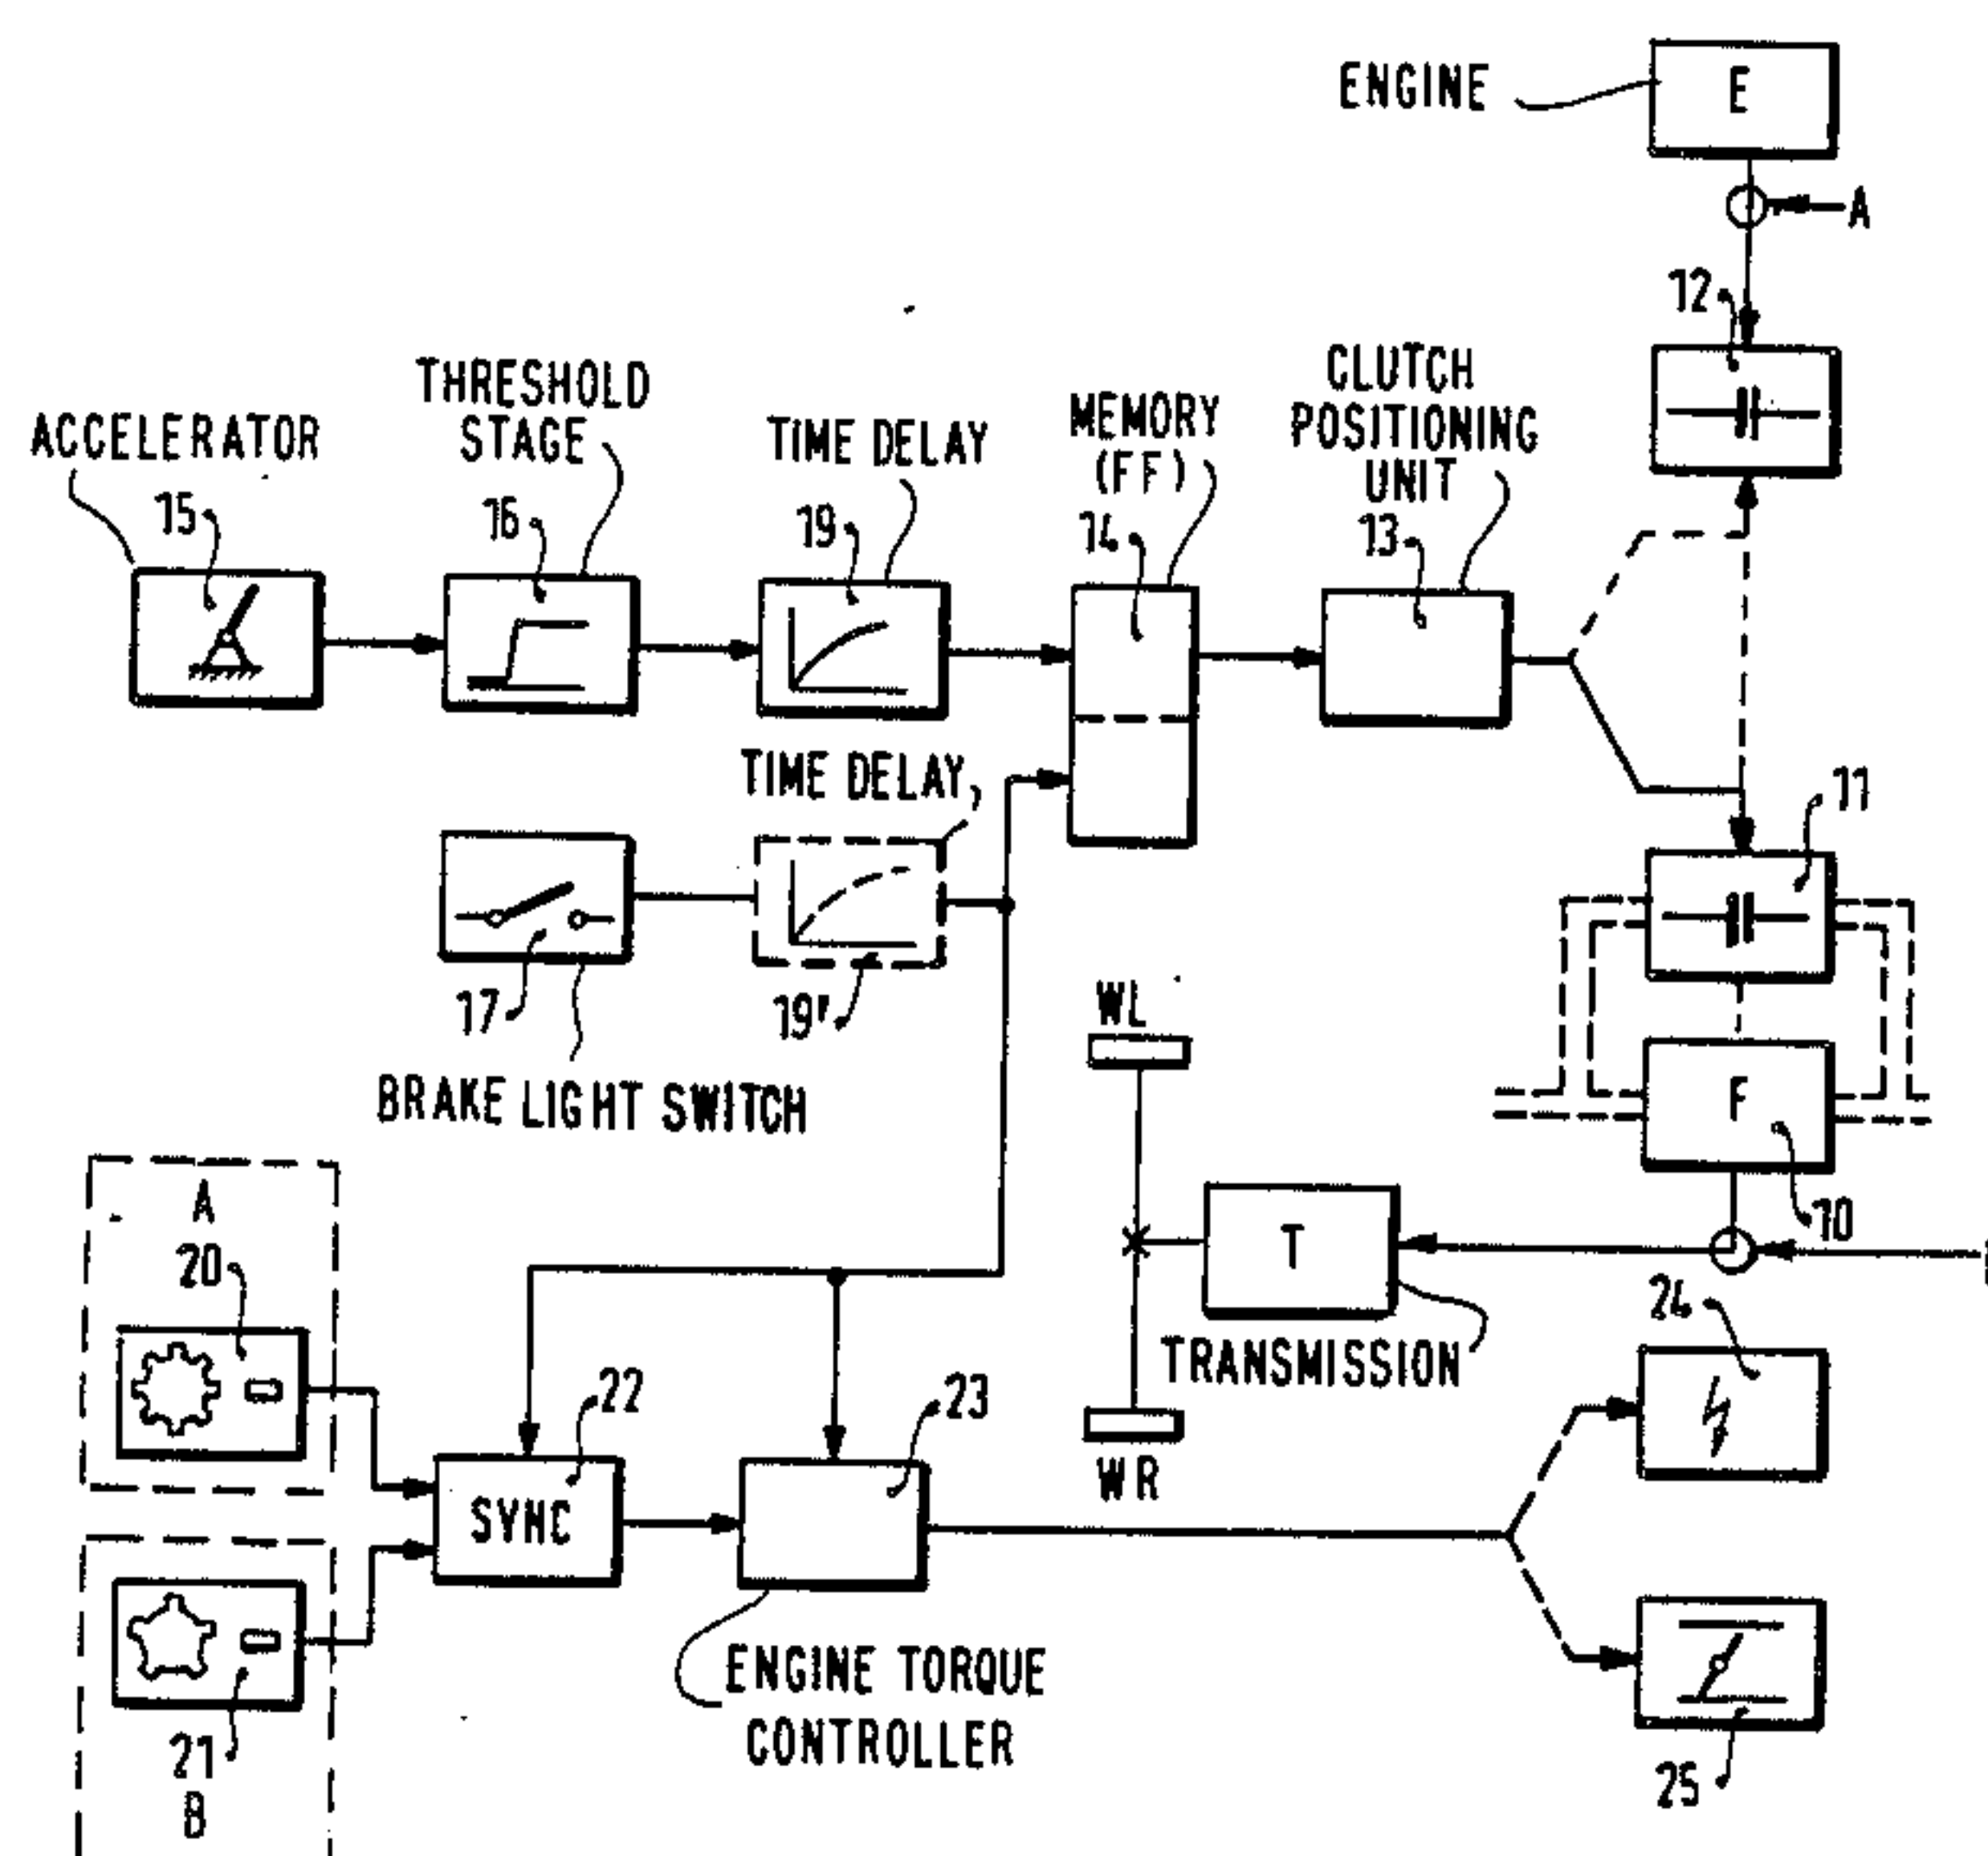 ENGINE
E
A
12
ACCELERATOR
THRESHOLD
STAGE
TIME DELAY
MEMORY
(FF)
CLUTCH
POSITIONING
UNIT
15
16
19
14
13
TIME DELAY
11
17
19'
BRAKE LIGHT SWITCH
WL
F
10
A
20
T
TRANSMISSION
24
22
23
WR
SYNC
21
B
ENGINE TORQUE
CONTROLLER
25